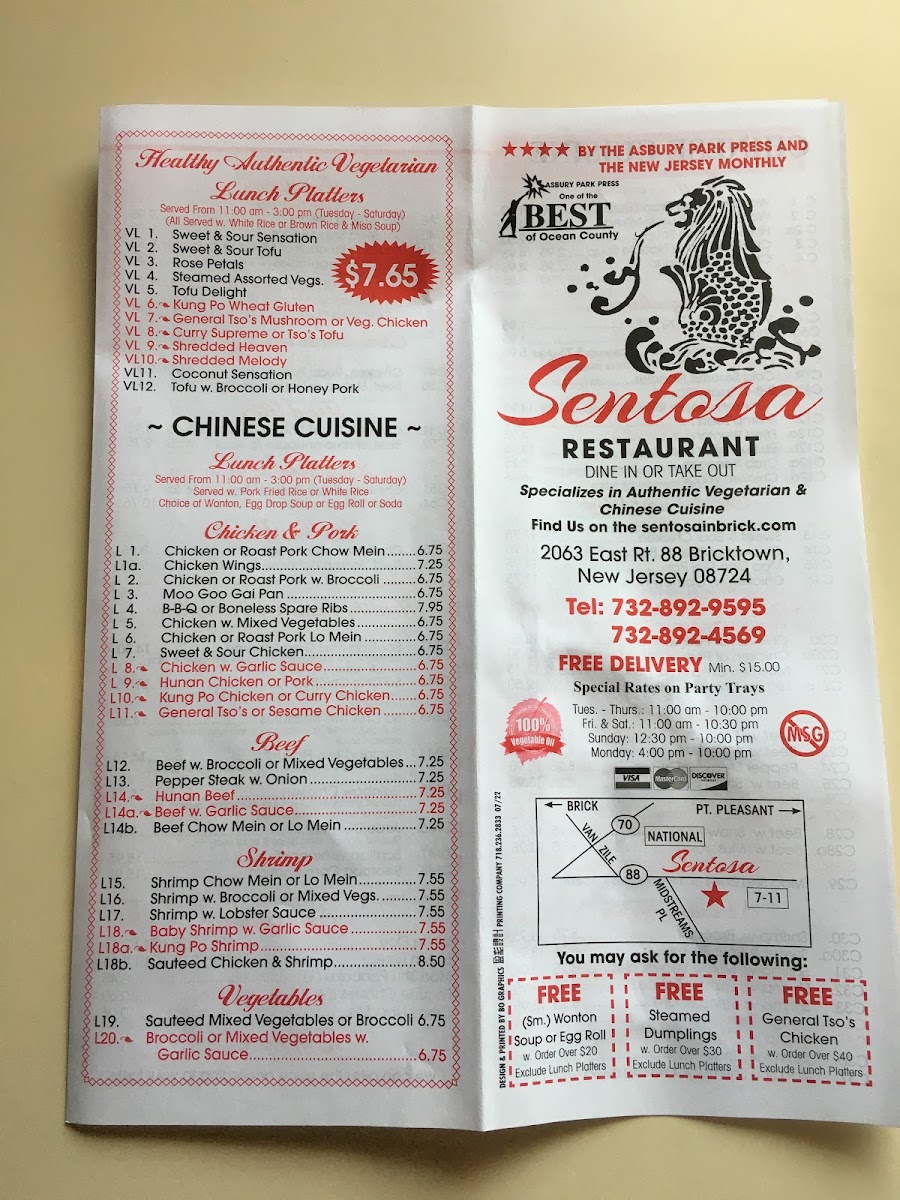 Healthy Authentic Vegetarian
Lunch Platters
Served From 11:00 am - 3:00 pm (Tuesday - Saturday)
(All Served w. White Rice or Brown Rice & Miso Soup)
VL 1. Sweet & Sour Sensation
VL 2. Sweet & Sour Tofu
VL 3. Rose Petals
VL 4. Steamed Assorted Vegs.
VL 5. Tofu Delight
$7.65
VL 6. Kung Po Wheat Gluten
VL 7. General Tso's Mushroom or Veg. Chicken
VL 8. Curry Supreme or Tso's Tofu
VL 9. Shredded Heaven
VL10. Shredded Melody
VL11. Coconut Sensation
VL12. Tofu w. Broccoli or Honey Pork
~ CHINESE CUISINE ~
Lunch Platters
Served From 11:00 am - 3:00 pm (Tuesday - Saturday)
Served w. Pork Fried Rice or White Rice
Choice of Wanton, Egg Drop Soup or Egg Roll or Soda
Chicken & Pork
L 1. Chicken or Roast Pork Chow Mein.......6.75
L1a. Chicken Wings...............................7.25
L 2. Chicken or Roast Pork w. Broccoli .......6.75
L 3. Moo Goo Gai Pan ...........................6.75
L 4. B-B-Q or Boneless Spare Ribs..............7.95
L 5. Chicken w. Mixed Vegetables.............6.75
L 6. Chicken or Roast Pork Lo Mein ...........6.75
L 7. Sweet & Sour Chicken.......................6.75
L 8. Chicken w. Garlic Sauce...................6.75
L 9. Hunan Chicken or Pork.....................6.75
L10. Kung Po Chicken or Curry Chicken......6.75
L11. General Tso's or Sesame Chicken .......6.75
Beef
L12. Beef w. Broccoli or Mixed Vegetables...7.25
L13. Pepper Steak w. Onion.....................7.25
L14. Hunan Beef...................................7.25
L14a. Beef w. Garlic Sauce.......................7.25
L14b. Beef Chow Mein or Lo Mein ...............7.25
Shrimp
L15. Shrimp Chow Mein or Lo Mein............7.55
L16. Shrimp w. Broccoli or Mixed Vegs. .......7.55
L17. Shrimp w. Lobster Sauce ..................7.55
L18. Baby Shrimp w. Garlic Sauce .............7.55
L18a. Kung Po Shrimp..............................7.55
L18b. Sauteed Chicken & Shrimp................8.50
Vegetables
L19. Sauteed Mixed Vegetables or Broccoli 6.75
L20. Broccoli or Mixed Vegetables w.
Garlic Sauce..................................6.75
★★★★ BY THE ASBURY PARK PRESS AND
THE NEW JERSEY MONTHLY
ASBURY PARK PRESS
One of the
BEST
of Ocean County
Sentosa
RESTAURANT
DINE IN OR TAKE OUT
Specializes in Authentic Vegetarian &
Chinese Cuisine
Find Us on the sentosainbrick.com
2063 East Rt. 88 Bricktown,
New Jersey 08724
Tel: 732-892-9595
732-892-4569
FREE DELIVERY Min. $15.00
Special Rates on Party Trays
Tues. - Thurs.: 11:00 am - 10:00 pm
Fri. & Sat.: 11:00 am - 10:30 pm
Sunday: 12:30 pm - 10:00 pm
Monday: 4:00 pm - 10:00 pm
100%
Vegetable Oil
MSG
VISA MasterCard DISCOVER
← BRICK
PT. PLEASANT →
70
VAN ZILE
NATIONAL
Sentosa
88
MIDSTREAMS PL.
7-11
You may ask for the following:
FREE
(Sm.) Wonton
Soup or Egg Roll
w. Order Over $20
Exclude Lunch Platters
FREE
Steamed
Dumplings
w. Order Over $30
Exclude Lunch Platters
FREE
General Tso's
Chicken
w. Order Over $40
Exclude Lunch Platters
DESIGN & PRINTED BY BO GRAPHICS PRINTING COMPANY 718.236.2833 07/22